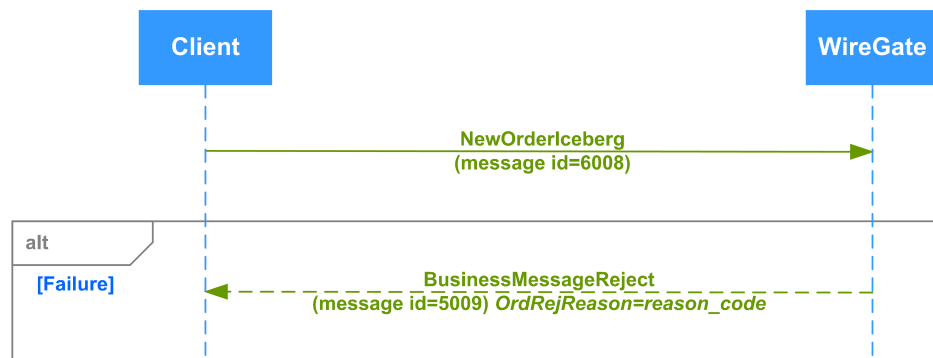 Client
WireGate
NewOrderIceberg
(message id=6008)
alt
[Failure]
BusinessMessageReject
(message id=5009) OrdRejReason=reason_code